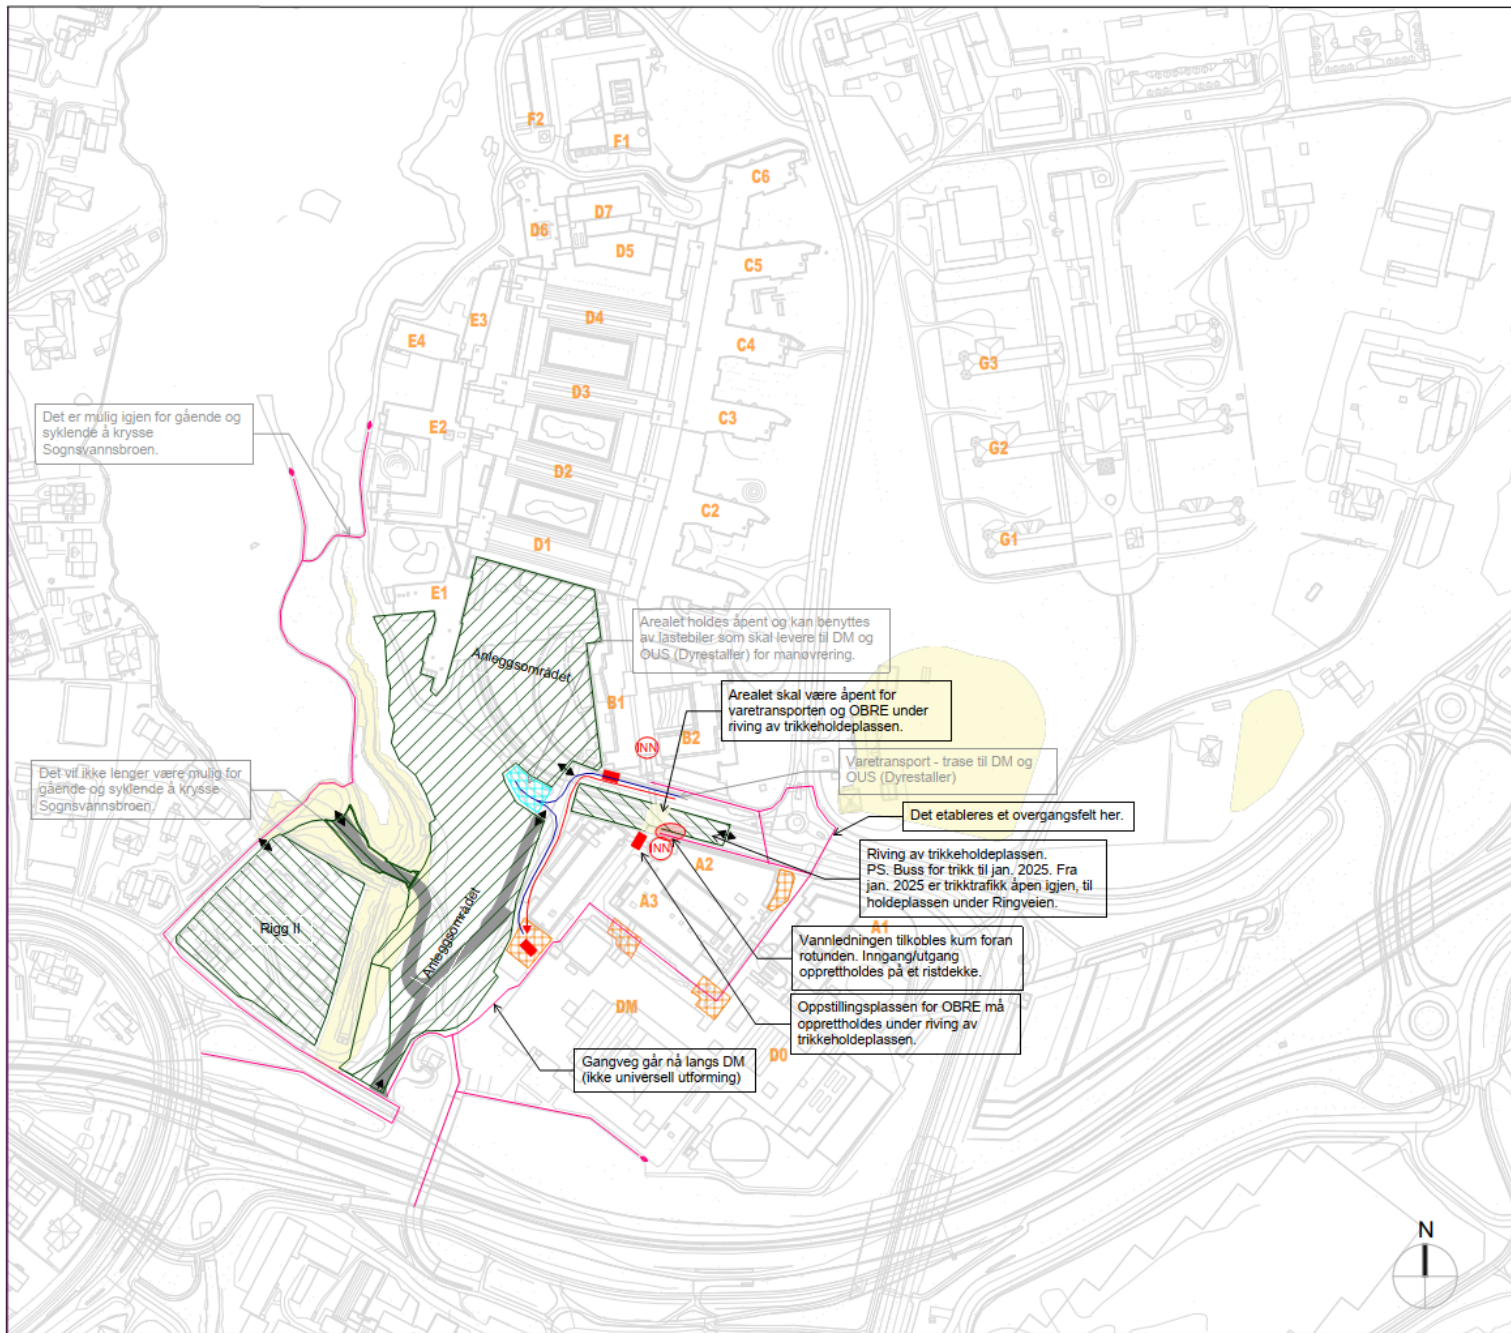 F2
F1
C6
D7
D6
D5
C5
E3
D4
E4
C4
G3
D3
Det er mulig igjen for gående og
syklende å krysse
Sognsvannsbroen.
E2
C3
G2
D2
C2
D1
G1
E1
Arealet holdes åpent og kan benyttes
av lastebiler som skal levere til DM og
OUS (Dyrestaller) for manøvrering.
Anleggsområdet
Arealet skal være åpent for
varetransporten og OBRE under
riving av trikkeholdeplassen.
B1
B2
INN
Varetransport - trase til DM og
OUS (Dyrestaller)
Det vil ikke lenger være mulig for
gående og syklende å krysse
Sognsvannsbroen.
Det etableres et overgangsfelt her.
INN
A2
Riving av trikkeholdeplassen.
PS. Buss for trikk til jan. 2025. Fra
jan. 2025 er trikktrafikk åpen igjen, til
holdeplassen under Ringveien.
A3
A1
Rigg II
Anleggsområdet
Vannledningen tilkobles kum foran
rotunden. Inngang/utgang
opprettholdes på et ristdekke.
DM
Oppstillingsplassen for OBRE må
opprettholdes under riving av
trikkeholdeplassen.
D0
Gangveg går nå langs DM
(ikke universell utforming)
N